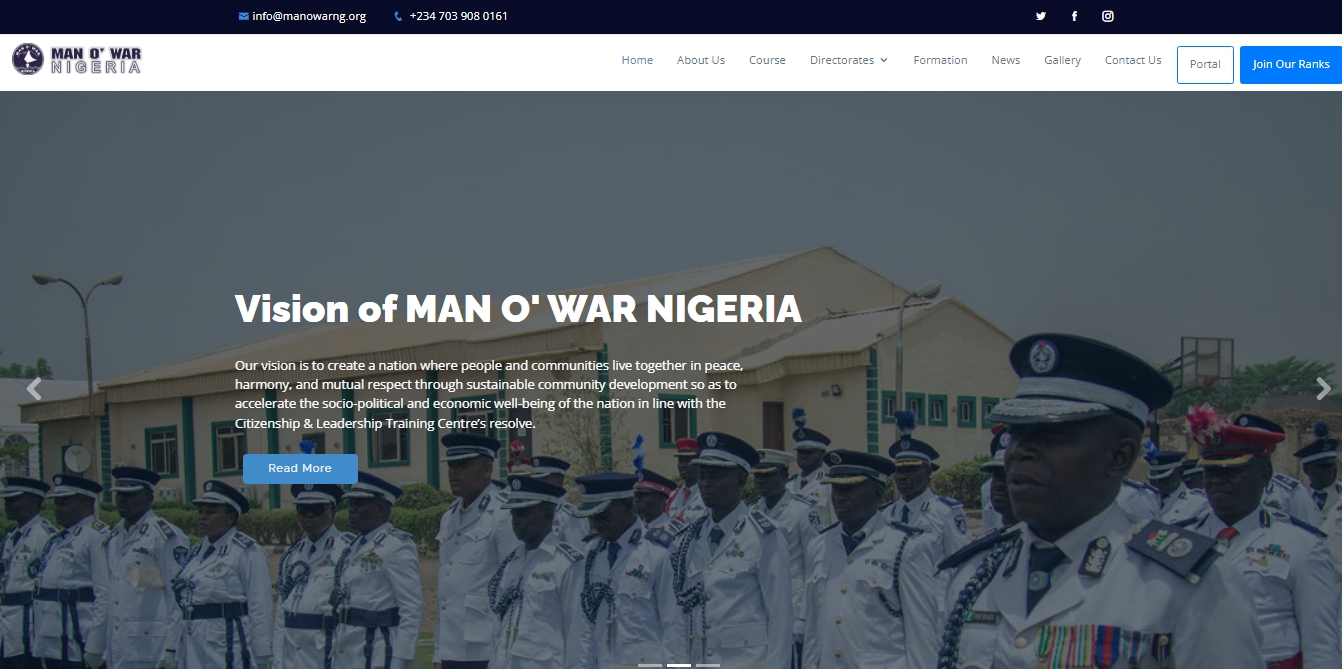 info@manowarng.org
+234 703 908 0161
MAN O' WAR
NIGERIA
Home
About Us
Course
Directorates
Formation
News
Gallery
Contact Us
Portal
Join Our Ranks
Vision of MAN O' WAR NIGERIA
Our vision is to create a nation where people and communities live together in peace,
harmony, and mutual respect through sustainable community development so as to
accelerate the socio-political and economic well-being of the nation in line with the
Citizenship & Leadership Training Centre’s resolve.
Read More